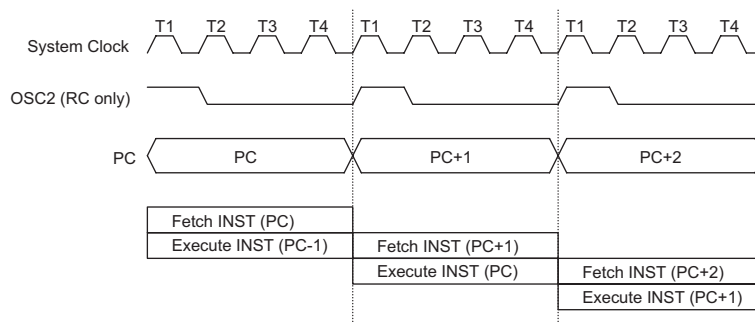 T1 T2 T3 T4 T1 T2 T3 T4 T1 T2 T3 T4
System Clock
OSC2 (RC only)
PC PC PC+1 PC+2
Fetch INST (PC)
Execute INST (PC-1) Fetch INST (PC+1)
Execute INST (PC) Fetch INST (PC+2)
Execute INST (PC+1)